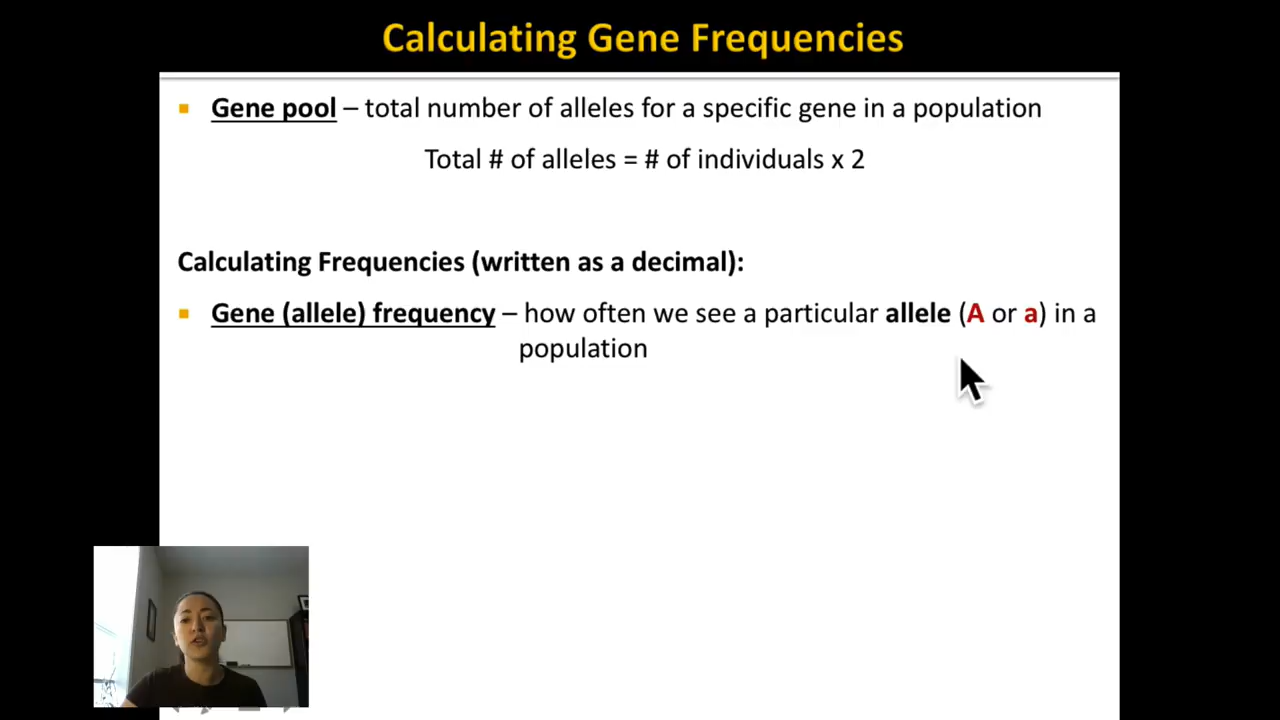 Calculating Gene Frequencies
Gene pool – total number of alleles for a specific gene in a population
Total # of alleles = # of individuals x 2
Calculating Frequencies (written as a decimal):
Gene (allele) frequency – how often we see a particular allele (A or a) in a
population